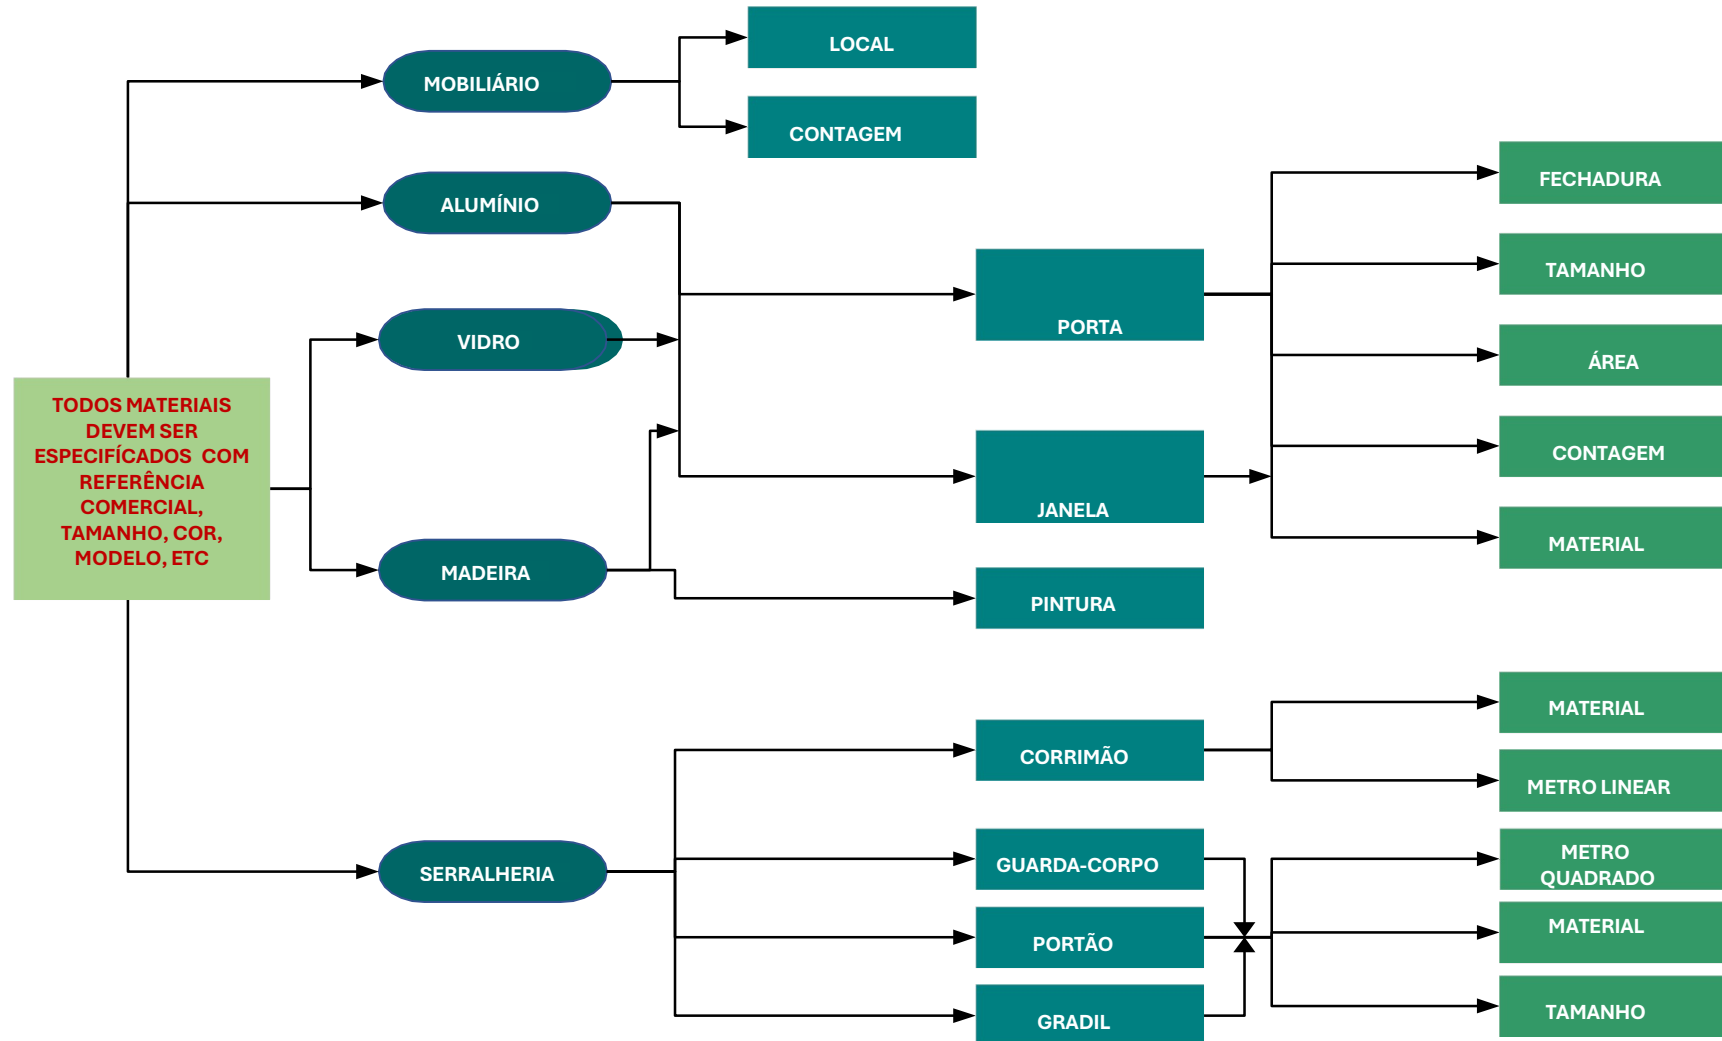 LOCAL
MOBILIÁRIO
CONTAGEM
ALUMÍNIO
VIDRO
TODOS MATERIAIS
DEVEM SER
ESPECIFÍCADOS COM
REFERÊNCIA
COMERCIAL,
TAMANHO, COR,
MODELO, ETC
MADEIRA
SERRALHERIA
PORTA
JANELA
PINTURA
FECHADURA
TAMANHO
ÁREA
CONTAGEM
MATERIAL
CORRIMÃO
GUARDA-CORPO
PORTÃO
GRADIL
MATERIAL
METRO LINEAR
METRO
QUADRADO
MATERIAL
TAMANHO